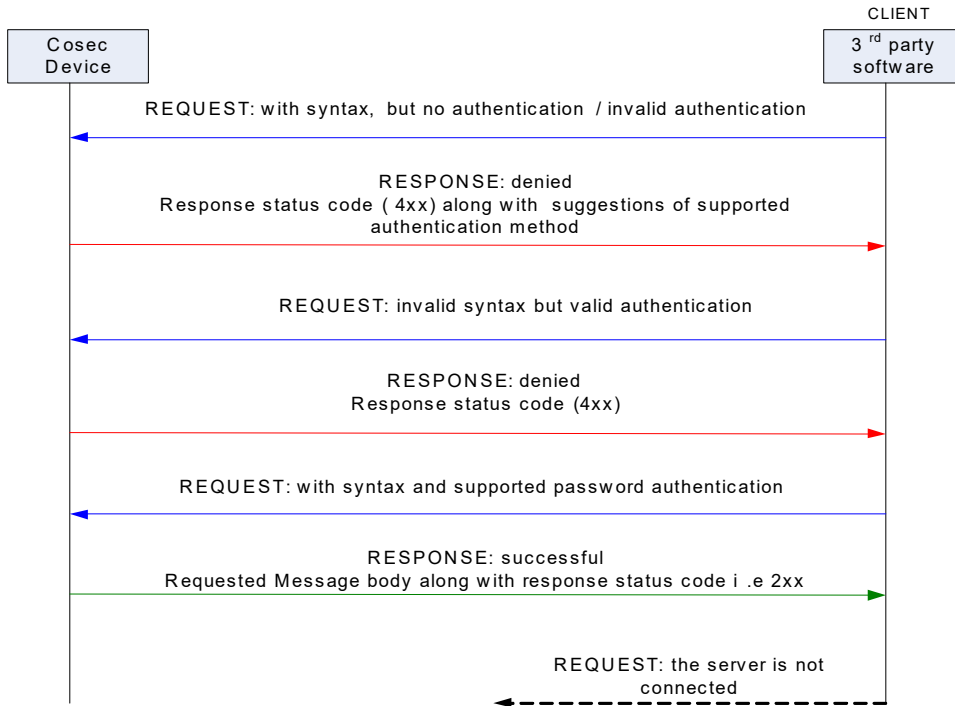 CLIENT
Cosec
Device
3 rd party
software
REQUEST: with syntax, but no authentication / invalid authentication
RESPONSE: denied
Response status code ( 4xx) along with suggestions of supported
authentication method
REQUEST: invalid syntax but valid authentication
RESPONSE: denied
Response status code (4xx)
REQUEST: with syntax and supported password authentication
RESPONSE: successful
Requested Message body along with response status code i .e 2xx
REQUEST: the server is not
connected